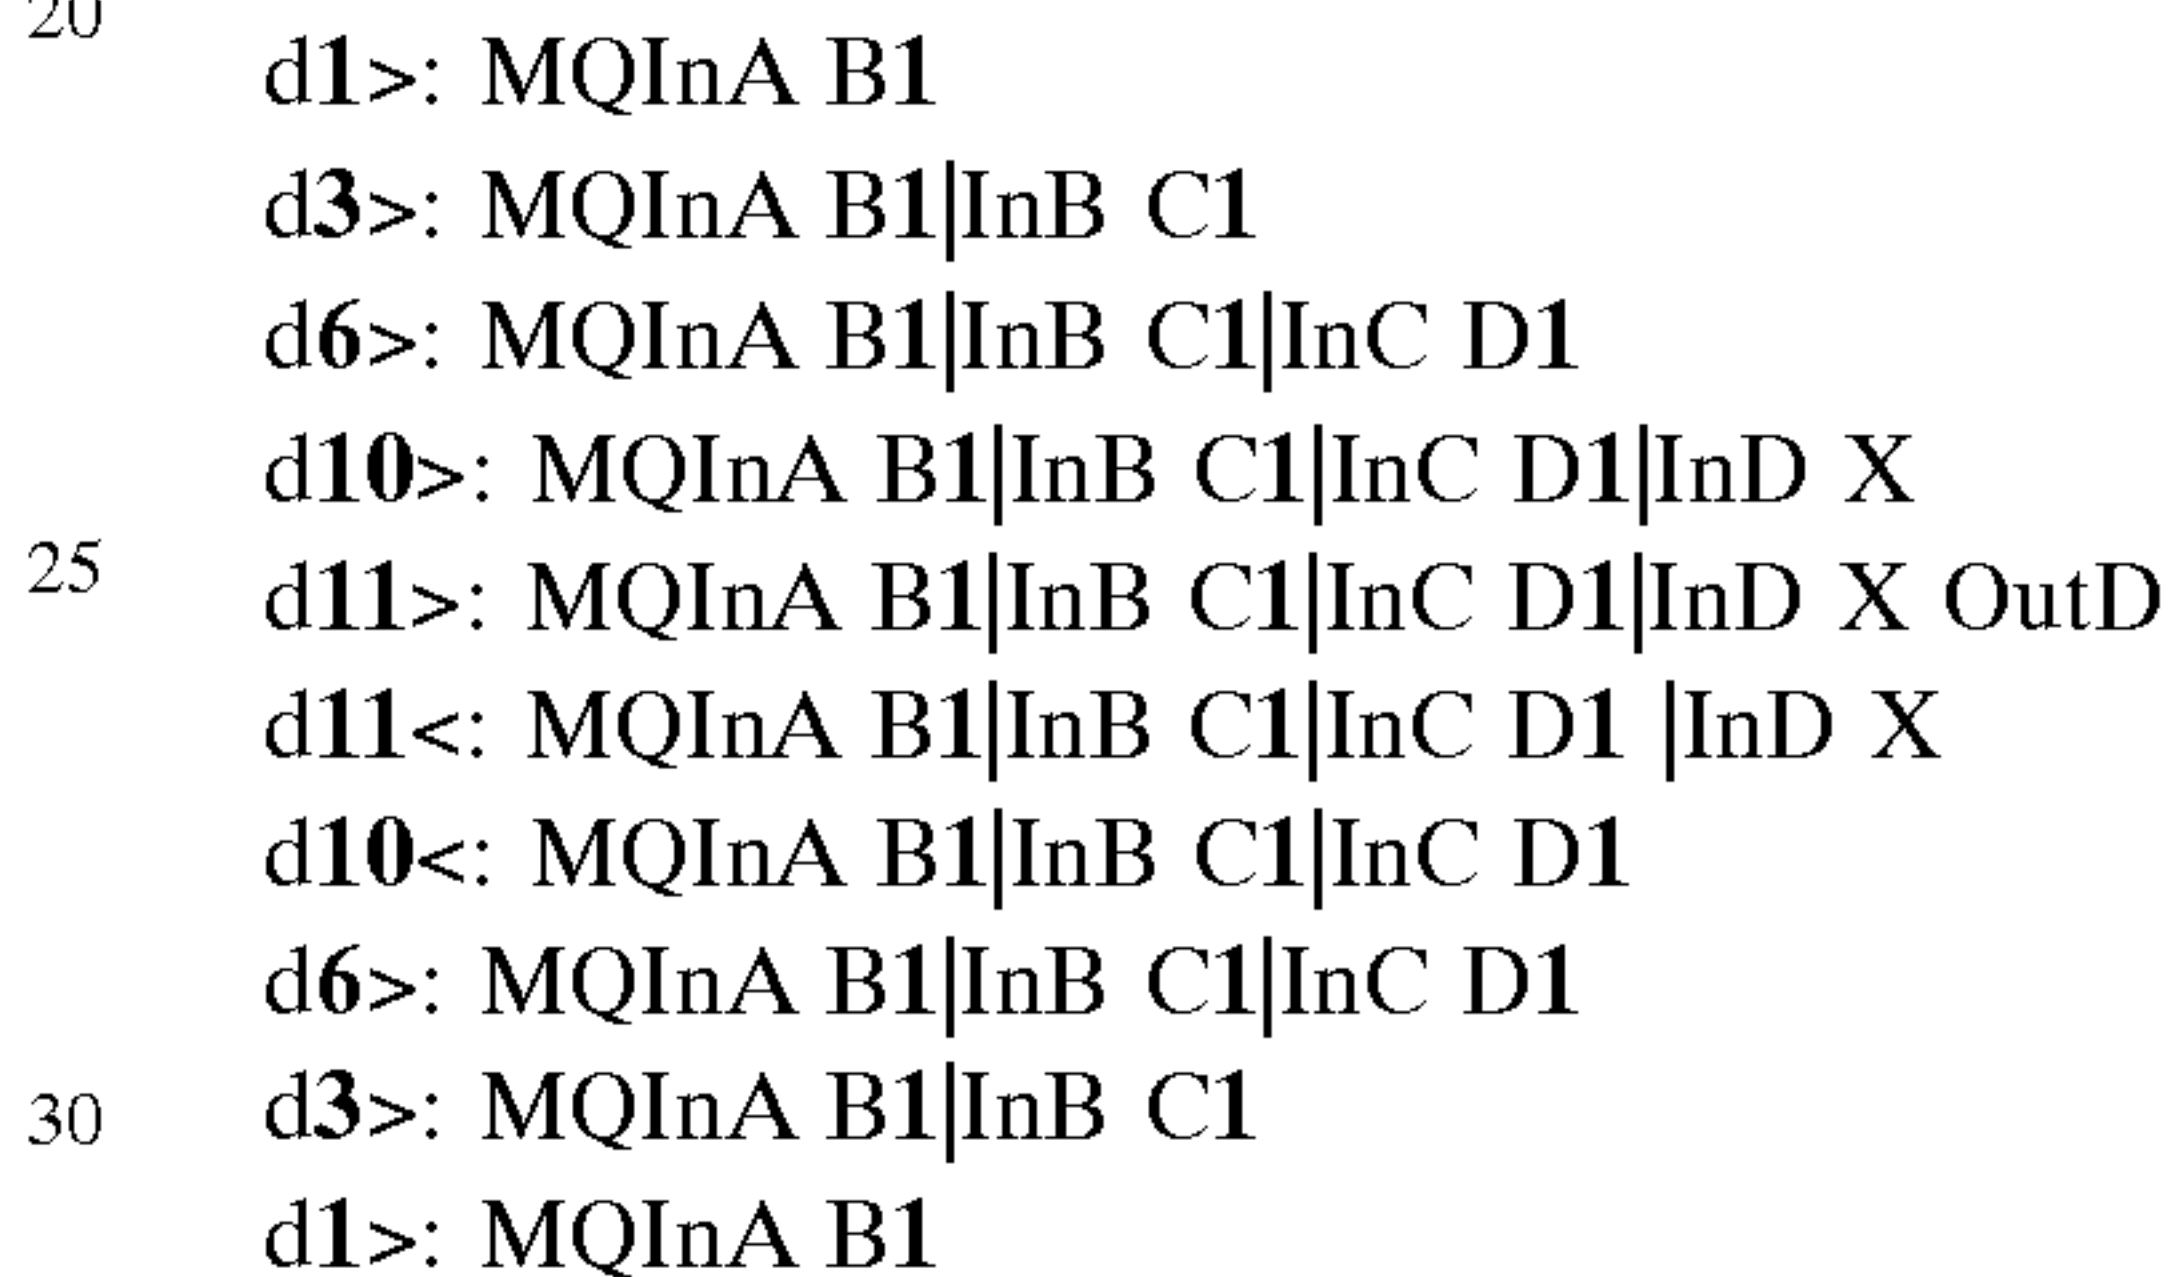 20
d1>: MQInA B1
d3>: MQInA B1|InB C1
d6>: MQInA B1|InB C1|InC D1
d10>: MQInA B1|InB C1|InC D1|InD X
25
d11>: MQInA B1|InB C1|InC D1|InD X OutD
d11<: MQInA B1|InB C1|InC D1 |InD X
d10<: MQInA B1|InB C1|InC D1
d6>: MQInA B1|InB C1|InC D1
30
d3>: MQInA B1|InB C1
d1>: MQInA B1